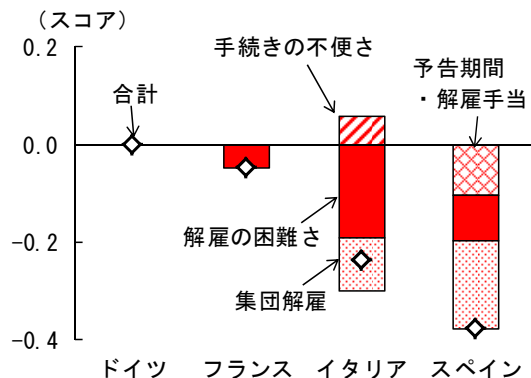 (スコア)
0.2
手続きの不便さ
予告期間
・解雇手当
合計
0.0
解雇の困難さ
-0.2
集団解雇
-0.4
ドイツ フランス イタリア スペイン